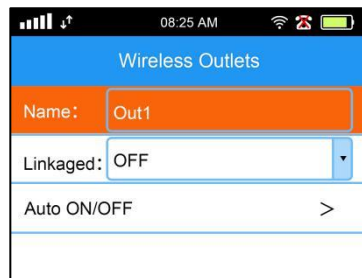 08:25 AM
Wireless Outlets
Name: Out1
Linkaged: OFF
Auto ON/OFF >